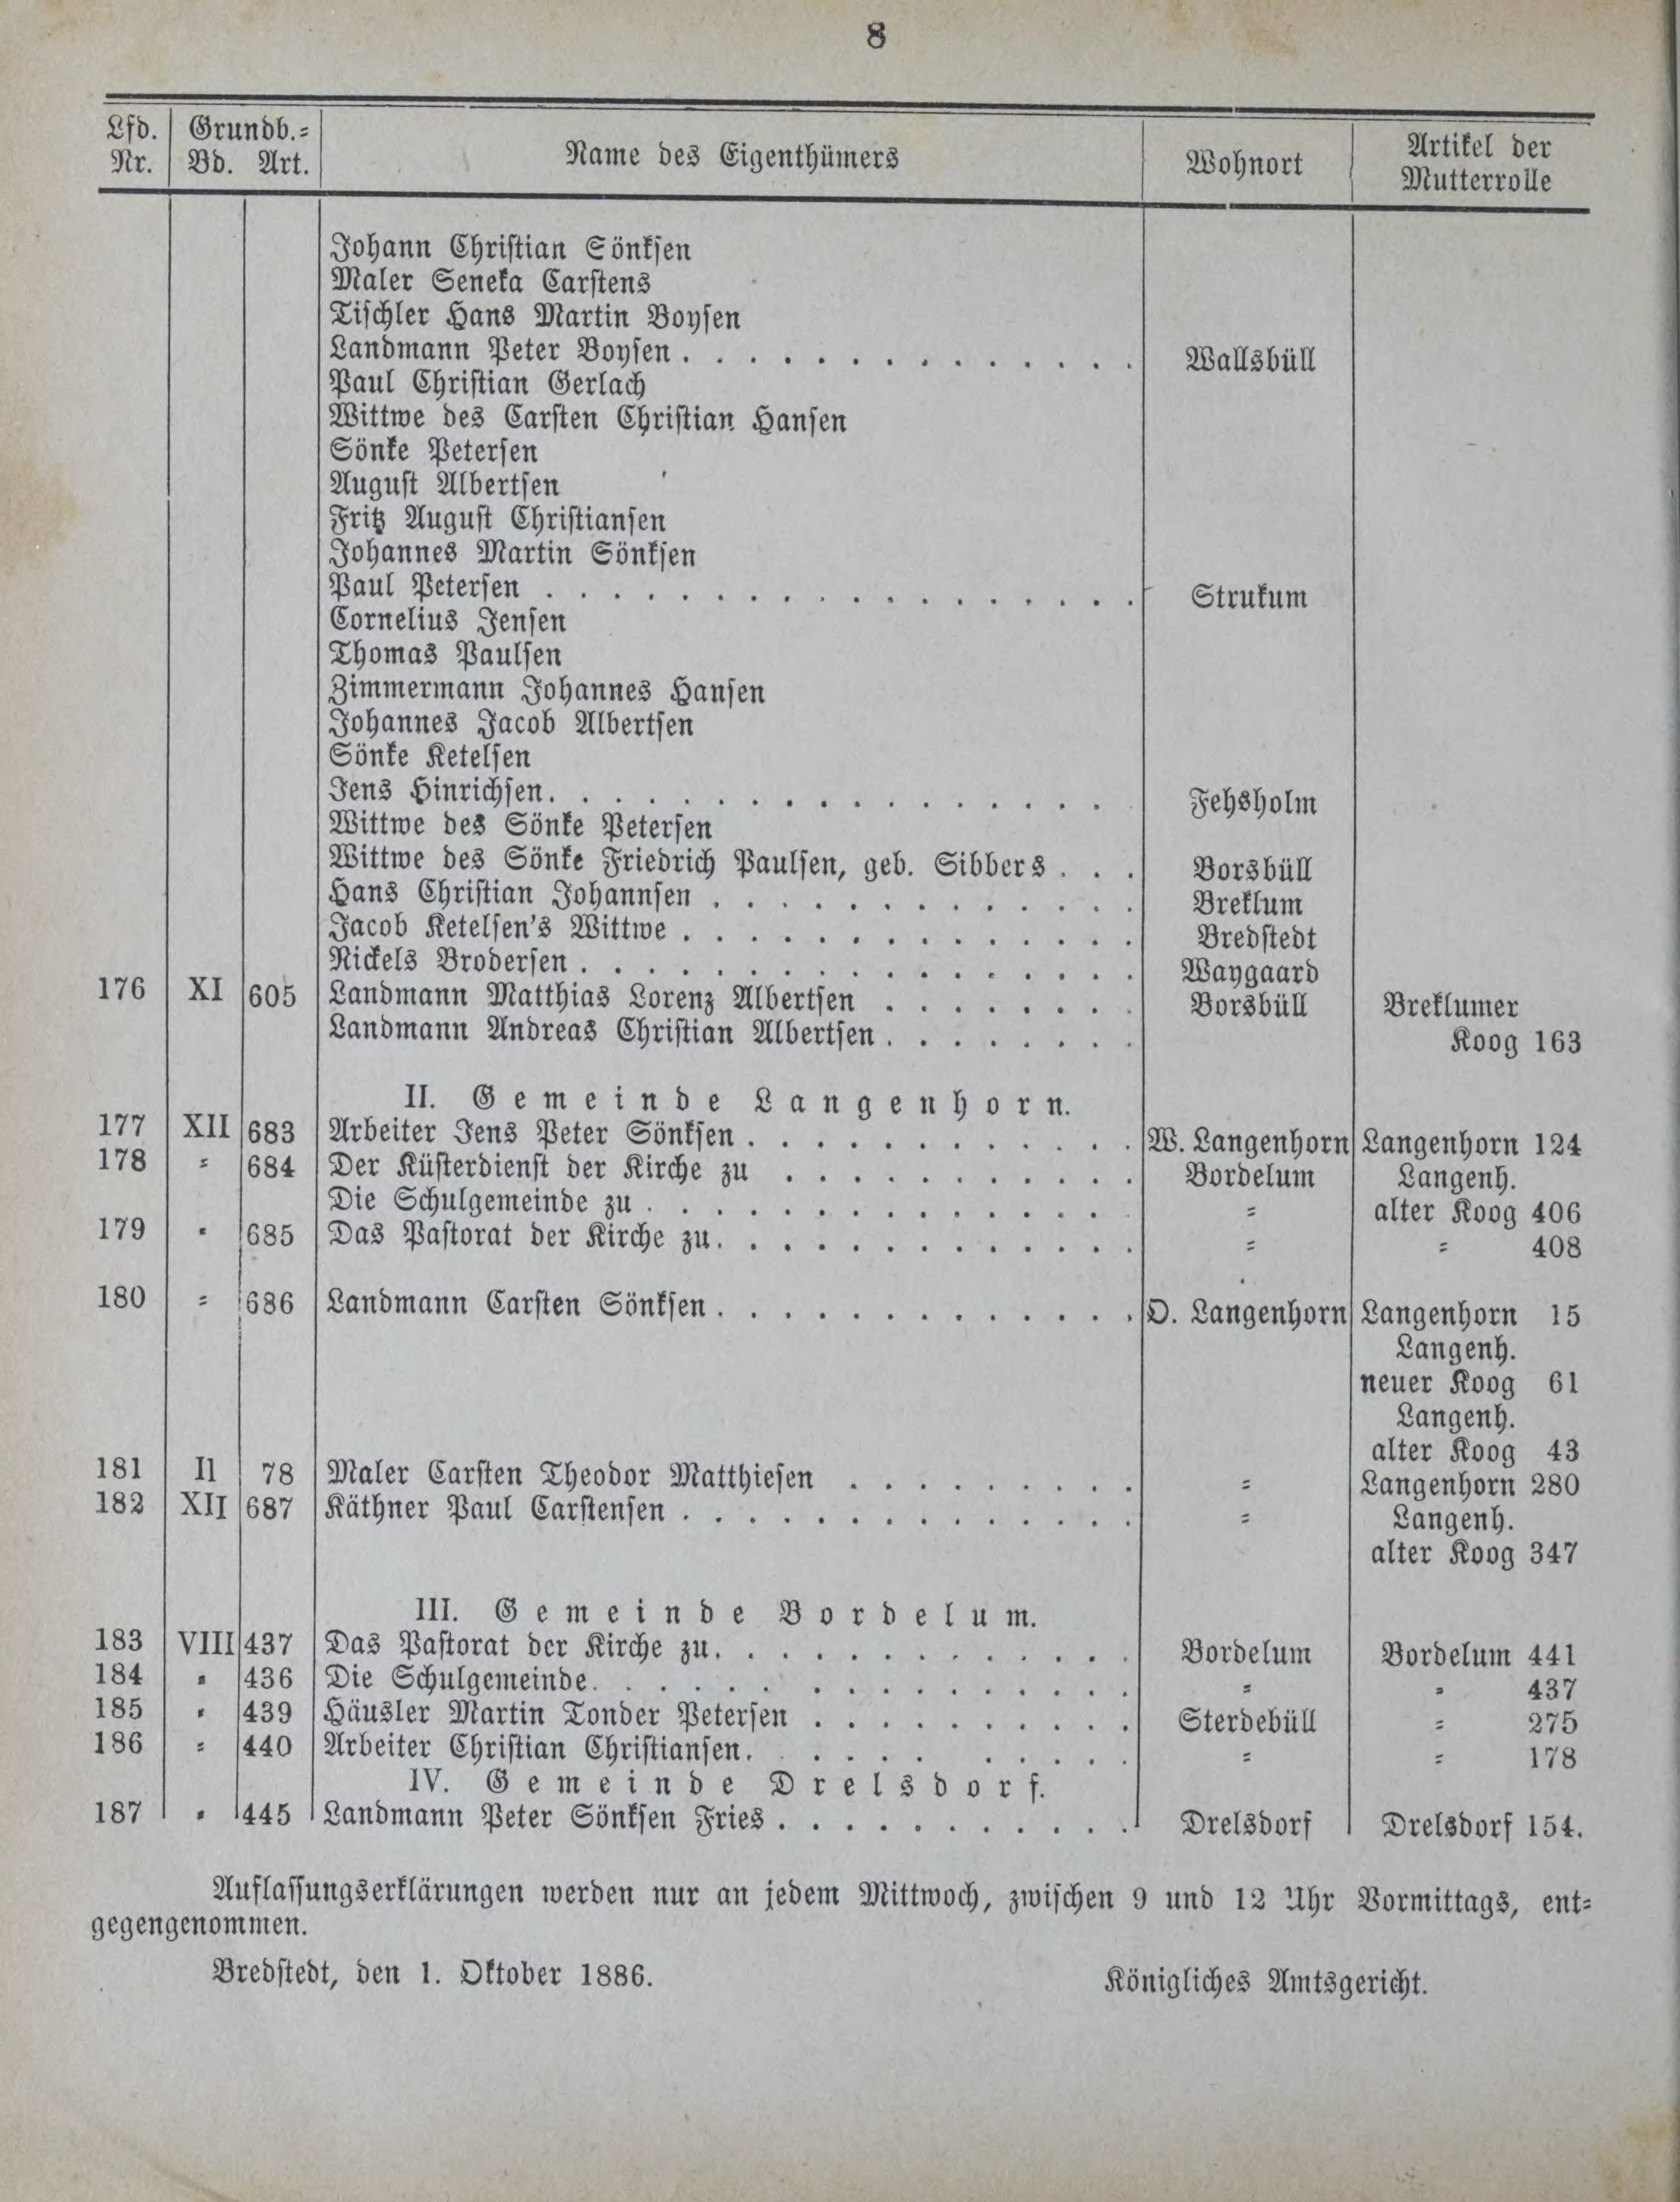 8
Lfd. Grundb.= Name des Eigenthümers Wohnort Artikel der
Nr. Bd. Art. Mutterrolle
Johann Christian Sönksen
Maler Seneka Carstens
Tischler Hans Martin Boysen
Landmann Peter Boysen . . . . . . . . . . . . . . Wallsbüll
Paul Christian Gerlach
Wittwe des Carsten Christian Hansen
Sönke Petersen
August Albertsen
Fritz August Christiansen
Johannes Martin Sönksen
Paul Petersen . . . . . . . . . . . . . . . . . . Strukum
Cornelius Jensen
Thomas Paulsen
Zimmermann Johannes Hansen
Johannes Jacob Albertsen
Sönke Ketelsen
Jens Hinrichsen . . . . . . . . . . . . . . . . . Fehsholm
Wittwe des Sönke Petersen
Wittwe des Sönke Friedrich Paulsen, geb. Sibbers . . . Borsbüll
Hans Christian Johannsen . . . . . . . . . . . . . Breklum
Jacob Ketelsen's Wittwe . . . . . . . . . . . . . . Bredstedt
Nickels Brodersen . . . . . . . . . . . . . . . . . Waygaard
176 XI 605 Landmann Matthias Lorenz Albertsen . . . . . . . . Borsbüll Breklumer
Landmann Andreas Christian Albertsen . . . . . . . . Koog 163
II. Gemeinde Langenhorn.
177 XII 683 Arbeiter Jens Peter Sönksen . . . . . . . . . . . . W. Langenhorn Langenhorn 124
178 = 684 Der Küsterdienst der Kirche zu . . . . . . . . . . . Bordelum Langenh.
Die Schulgemeinde zu . . . . . . . . . . . . . . . = alter Koog 406
179 = 685 Das Pastorat der Kirche zu . . . . . . . . . . . . . = = 408
180 = 686 Landmann Carsten Sönksen . . . . . . . . . . . . . O. Langenhorn Langenhorn 15
Langenh.
neuer Koog 61
Langenh.
alter Koog 43
181 II 78 Maler Carsten Theodor Matthiesen . . . . . . . . . = Langenhorn 280
182 XII 687 Käthner Paul Carstensen . . . . . . . . . . . . . . = Langenh.
alter Koog 347
III. Gemeinde Bordelum.
183 VIII 437 Das Pastorat der Kirche zu . . . . . . . . . . . . . Bordelum Bordelum 441
184 = 436 Die Schulgemeinde . . . . . . . . . . . . . . . . = = 437
185 = 439 Häusler Martin Tonder Petersen . . . . . . . . . . Sterdebüll = 275
186 = 440 Arbeiter Christian Christiansen . . . . . . . . . . . = = 178
IV. Gemeinde Drelsdorf.
187 = 445 Landmann Peter Sönksen Fries . . . . . . . . . . . Drelsdorf Drelsdorf 154.
Auflassungserklärungen werden nur an jedem Mittwoch, zwischen 9 und 12 Uhr Vormittags, ent=
gegengenommen.
Bredstedt, den 1. Oktober 1886. Königliches Amtsgericht.